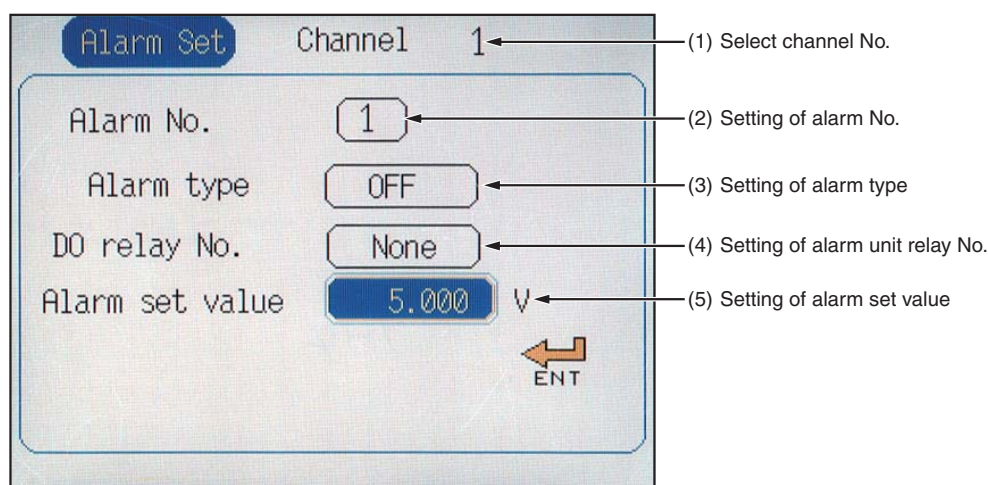 Alarm Set Channel 1
(1) Select channel No.
Alarm No. 1
(2) Setting of alarm No.
Alarm type OFF
(3) Setting of alarm type
DO relay No. None
(4) Setting of alarm unit relay No.
Alarm set value 5.000 V
(5) Setting of alarm set value
ENT